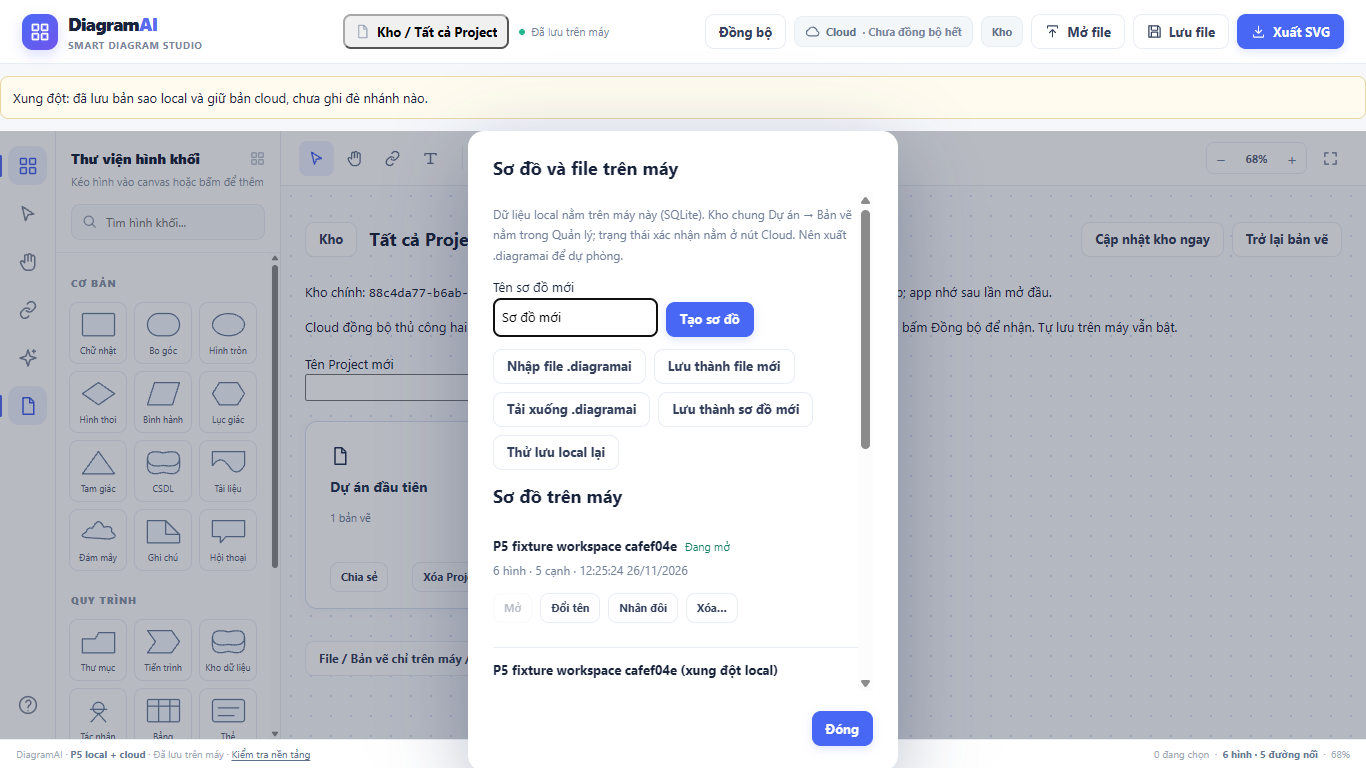 DiagramAI
SMART DIAGRAM STUDIO
Kho / Tất cả Project
Đã lưu trên máy
Đồng bộ
Cloud · Chưa đồng bộ hết
Kho
Mở file
Lưu file
Xuất SVG
Xung đột: đã lưu bản sao local và giữ bản cloud, chưa ghi đè nhánh nào.
Thư viện hình khối
Kéo hình vào canvas hoặc bấm để thêm
Tìm hình khối...
CƠ BẢN
Chữ nhật
Bo góc
Hình tròn
Hình thoi
Bình hành
Lục giác
Tam giác
CSDL
Tài liệu
Đám mây
Ghi chú
Hội thoại
QUY TRÌNH
Thư mục
Tiến trình
Kho dữ liệu
Tác nhân
Bảng
Thẻ
T
68%
Kho
Tất cả Proje
Cập nhật kho ngay
Trở lại bản vẽ
Kho chính: 88c4da77-b6ab-
; app nhớ sau lần mở đầu.
Cloud đồng bộ thủ công hai
bấm Đồng bộ để nhận. Tự lưu trên máy vẫn bật.
Tên Project mới
Dự án đầu tiên
1 bản vẽ
Chia sẻ
Xóa Proj
File / Bản vẽ chỉ trên máy /
Sơ đồ và file trên máy
Dữ liệu local nằm trên máy này (SQLite). Kho chung Dự án → Bản vẽ
nằm trong Quản lý; trạng thái xác nhận nằm ở nút Cloud. Nên xuất
.diagramai để dự phòng.
Tên sơ đồ mới
Sơ đồ mới
Tạo sơ đồ
Nhập file .diagramai
Lưu thành file mới
Tải xuống .diagramai
Lưu thành sơ đồ mới
Thử lưu local lại
Sơ đồ trên máy
P5 fixture workspace cafef04e Đang mở
6 hình · 5 cạnh · 12:25:24 26/11/2026
Mở
Đổi tên
Nhân đôi
Xóa...
P5 fixture workspace cafef04e (xung đột local)
Đóng
DiagramAI · P5 local + cloud · Đã lưu trên máy · Kiểm tra nền tảng
0 đang chọn · 6 hình · 5 đường nối · 68%